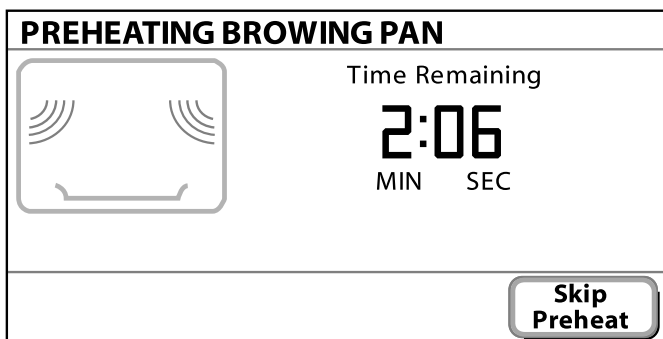 PREHEATING BROWING PAN
Time Remaining
2:06
MIN SEC
Skip
Preheat